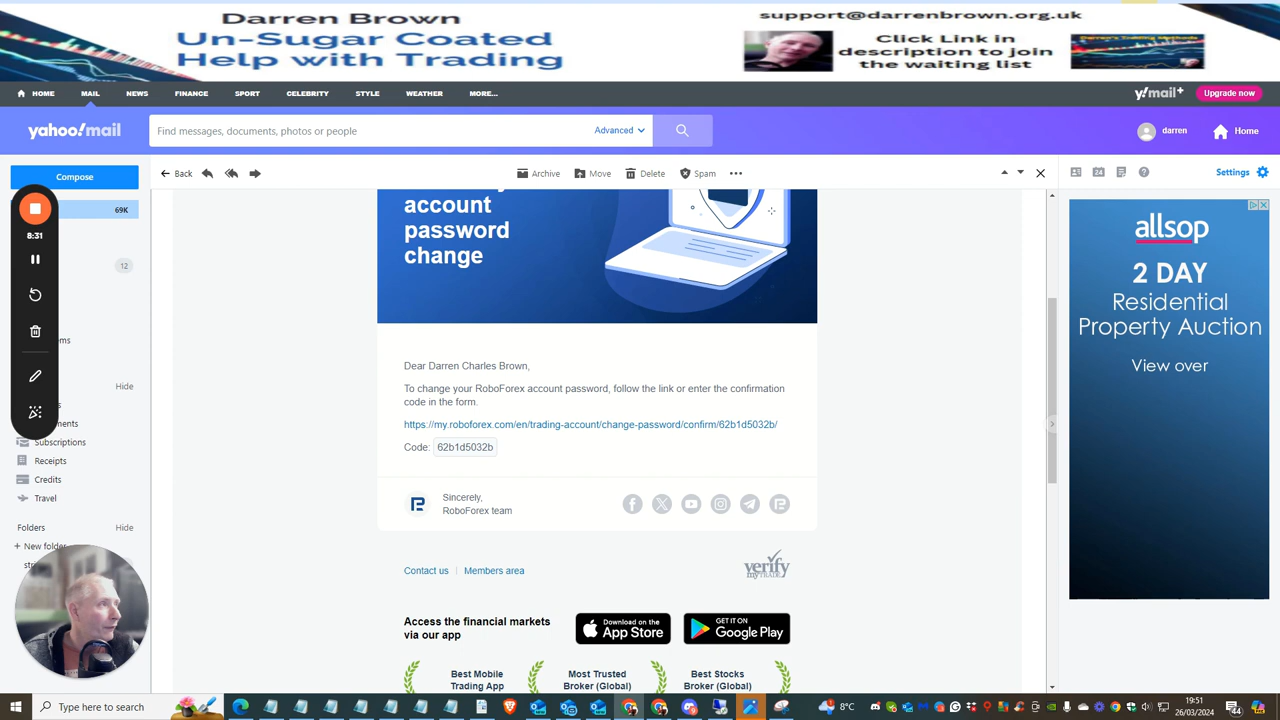 Darren Brown
Un-Sugar Coated
Help with Trading
support@darrenbrown.org.uk
Click Link in
description to join
the waiting list
HOME MAIL NEWS FINANCE SPORT CELEBRITY STYLE WEATHER MORE...
y!mail+ Upgrade now
yahoo!mail
Find messages, documents, photos or people
Advanced
darren
Home
Compose
Back
Archive Move Delete Spam
Settings
69K
8:31
12
account
password
change
Hide
Subscriptions
Receipts
Credits
Travel
Folders Hide
+ New folder
Dear Darren Charles Brown,
To change your RoboForex account password, follow the link or enter the confirmation
code in the form.
https://my.roboforex.com/en/trading-account/change-password/confirm/62b1d5032b/
Code: 62b1d5032b
Sincerely,
RoboForex team
Contact us | Members area
verify
my TRADE
Access the financial markets
via our app
Download on the
App Store
GET IT ON
Google Play
Best Mobile
Trading App
Most Trusted
Broker (Global)
Best Stocks
Broker (Global)
allsop
2 DAY
Residential
Property Auction
View over
Type here to search
8°C
19:51
26/03/2024